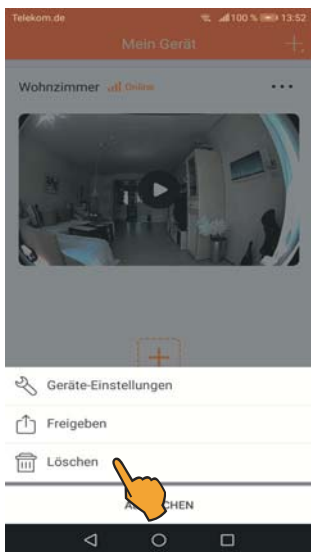 Telekom.de 100 % 13:52
Mein Gerät
Wohnzimmer Online
Geräte-Einstellungen
Freigeben
Löschen